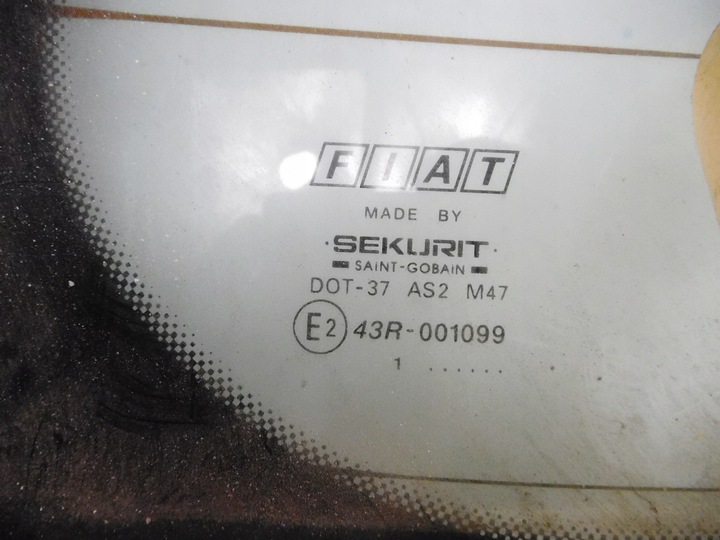 FIAT
MADE BY
·SEKURIT·
SAINT-GOBAIN
DOT-37 AS2 M47
E2 43R-001099
1 ......